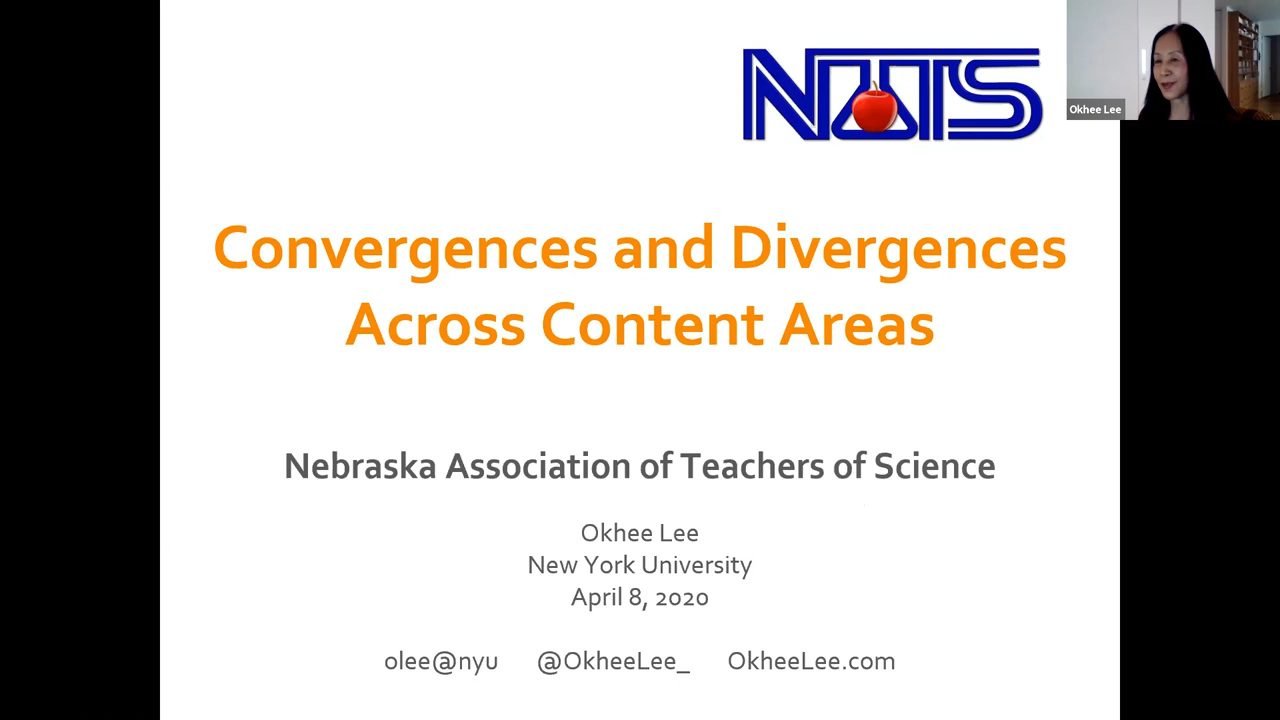 NATS
Okhee Lee
Convergences and Divergences
Across Content Areas
Nebraska Association of Teachers of Science
Okhee Lee
New York University
April 8, 2020
olee@nyu @OkheeLee_ OkheeLee.com